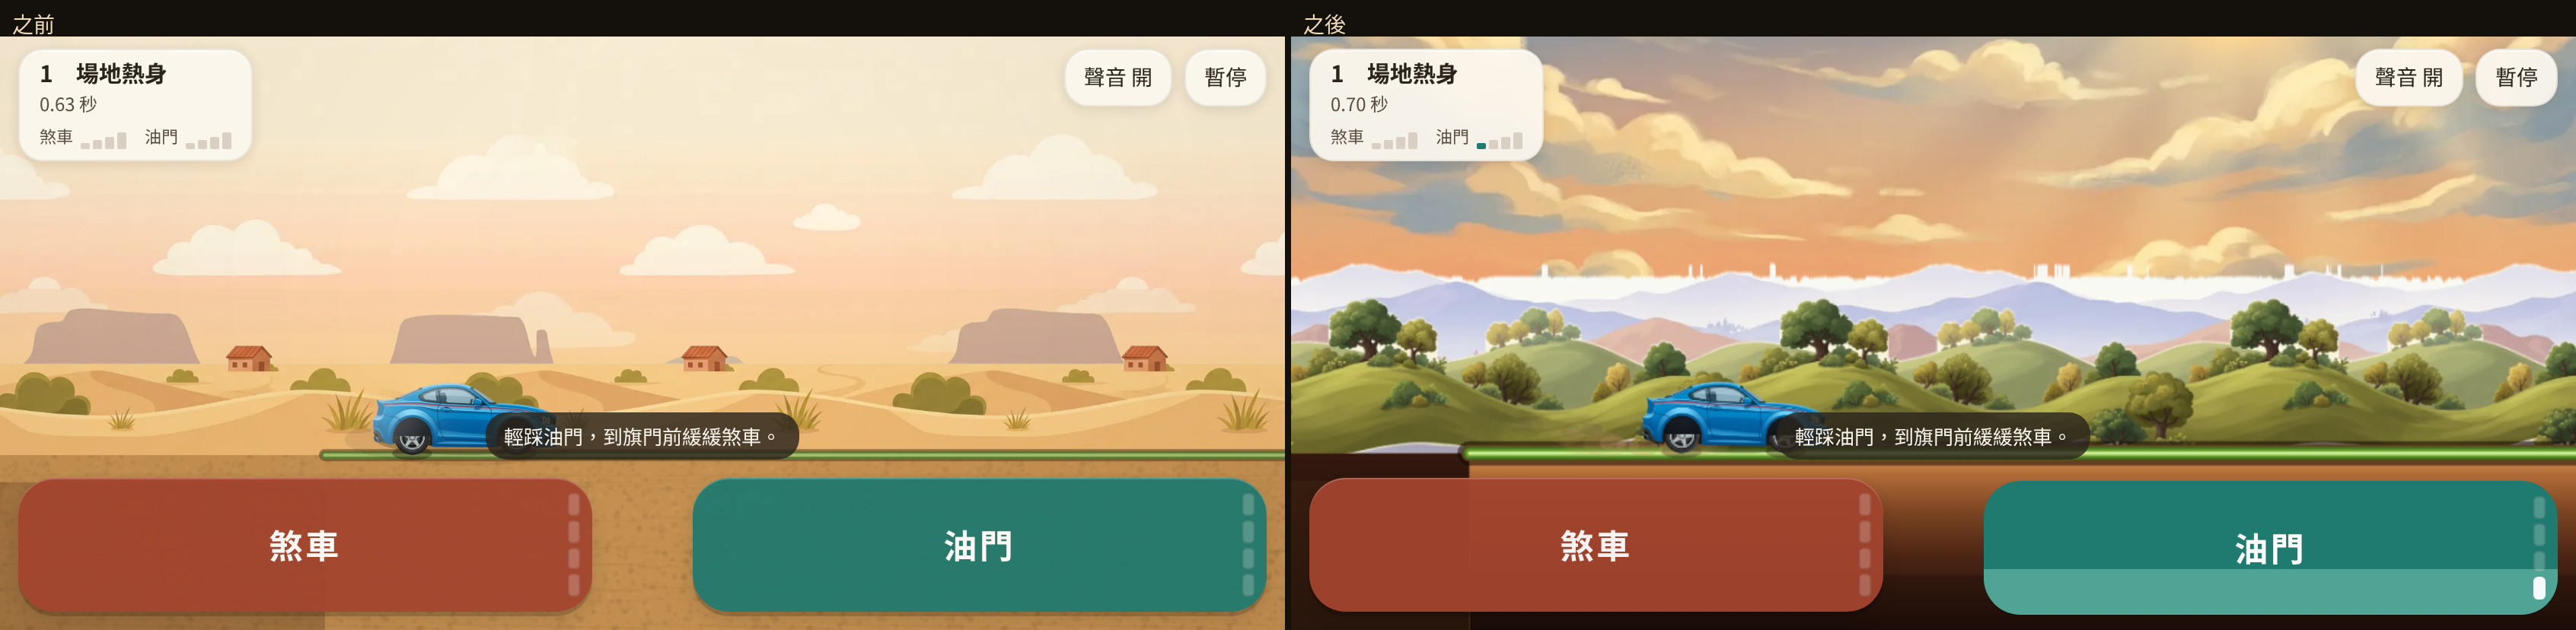 之前
1 場地熱身
0.63 秒
煞車 油門
聲音 開
暫停
輕踩油門，到旗門前緩緩煞車。
煞車
油門
之後
1 場地熱身
0.70 秒
煞車 油門
聲音 開
暫停
輕踩油門，到旗門前緩緩煞車。
煞車
油門